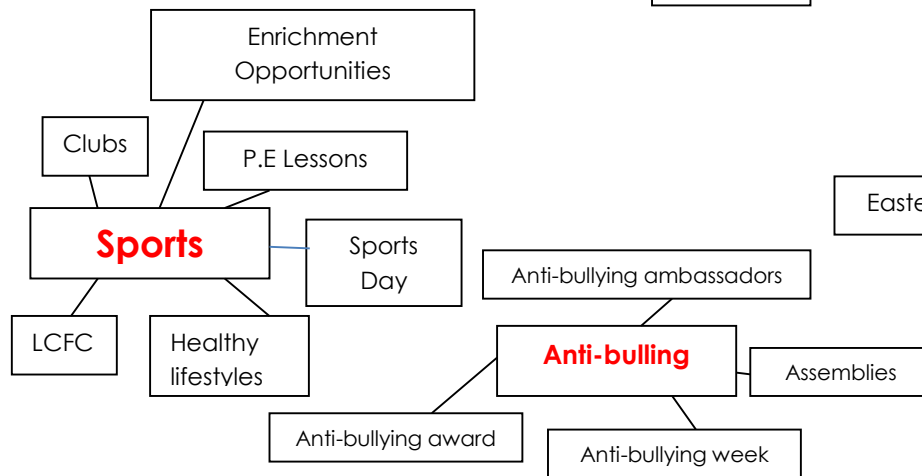 Enrichment
Opportunities
Clubs
P.E Lessons
Sports
Sports
Day
LCFC
Healthy
lifestyles
Anti-bullying ambassadors
Anti-bulling
Assemblies
Anti-bullying award
Anti-bullying week